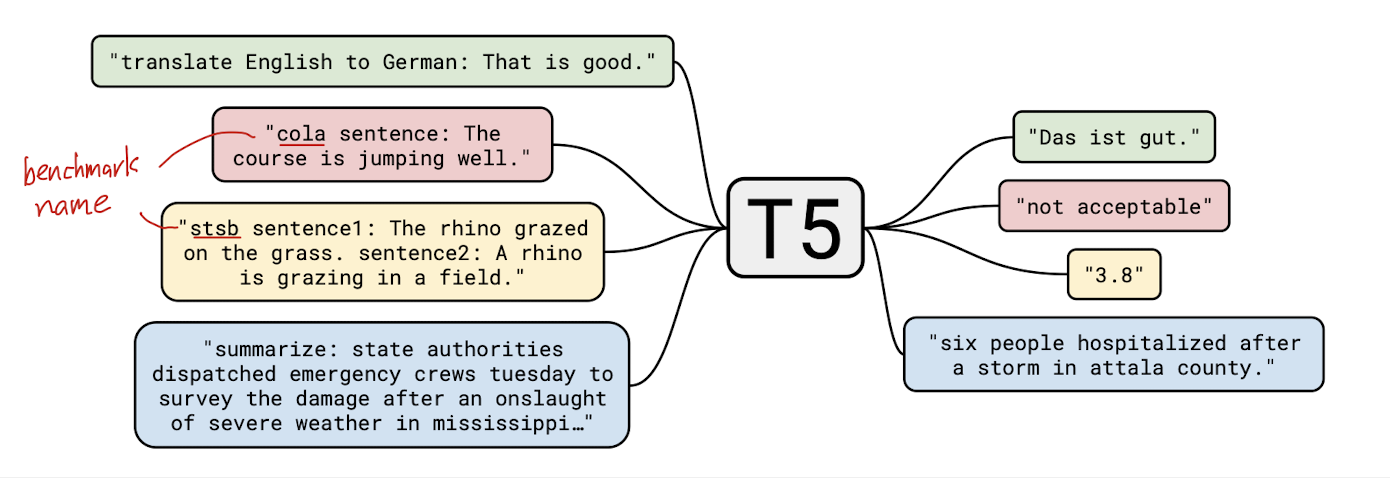 "translate English to German: That is good."
"cola sentence: The
course is jumping well."
benchmark
name
"stsb sentence1: The rhino grazed
on the grass. sentence2: A rhino
is grazing in a field."
"summarize: state authorities
dispatched emergency crews tuesday to
survey the damage after an onslaught
of severe weather in mississippi…"
T5
"Das ist gut."
"not acceptable"
"3.8"
"six people hospitalized after
a storm in attala county."